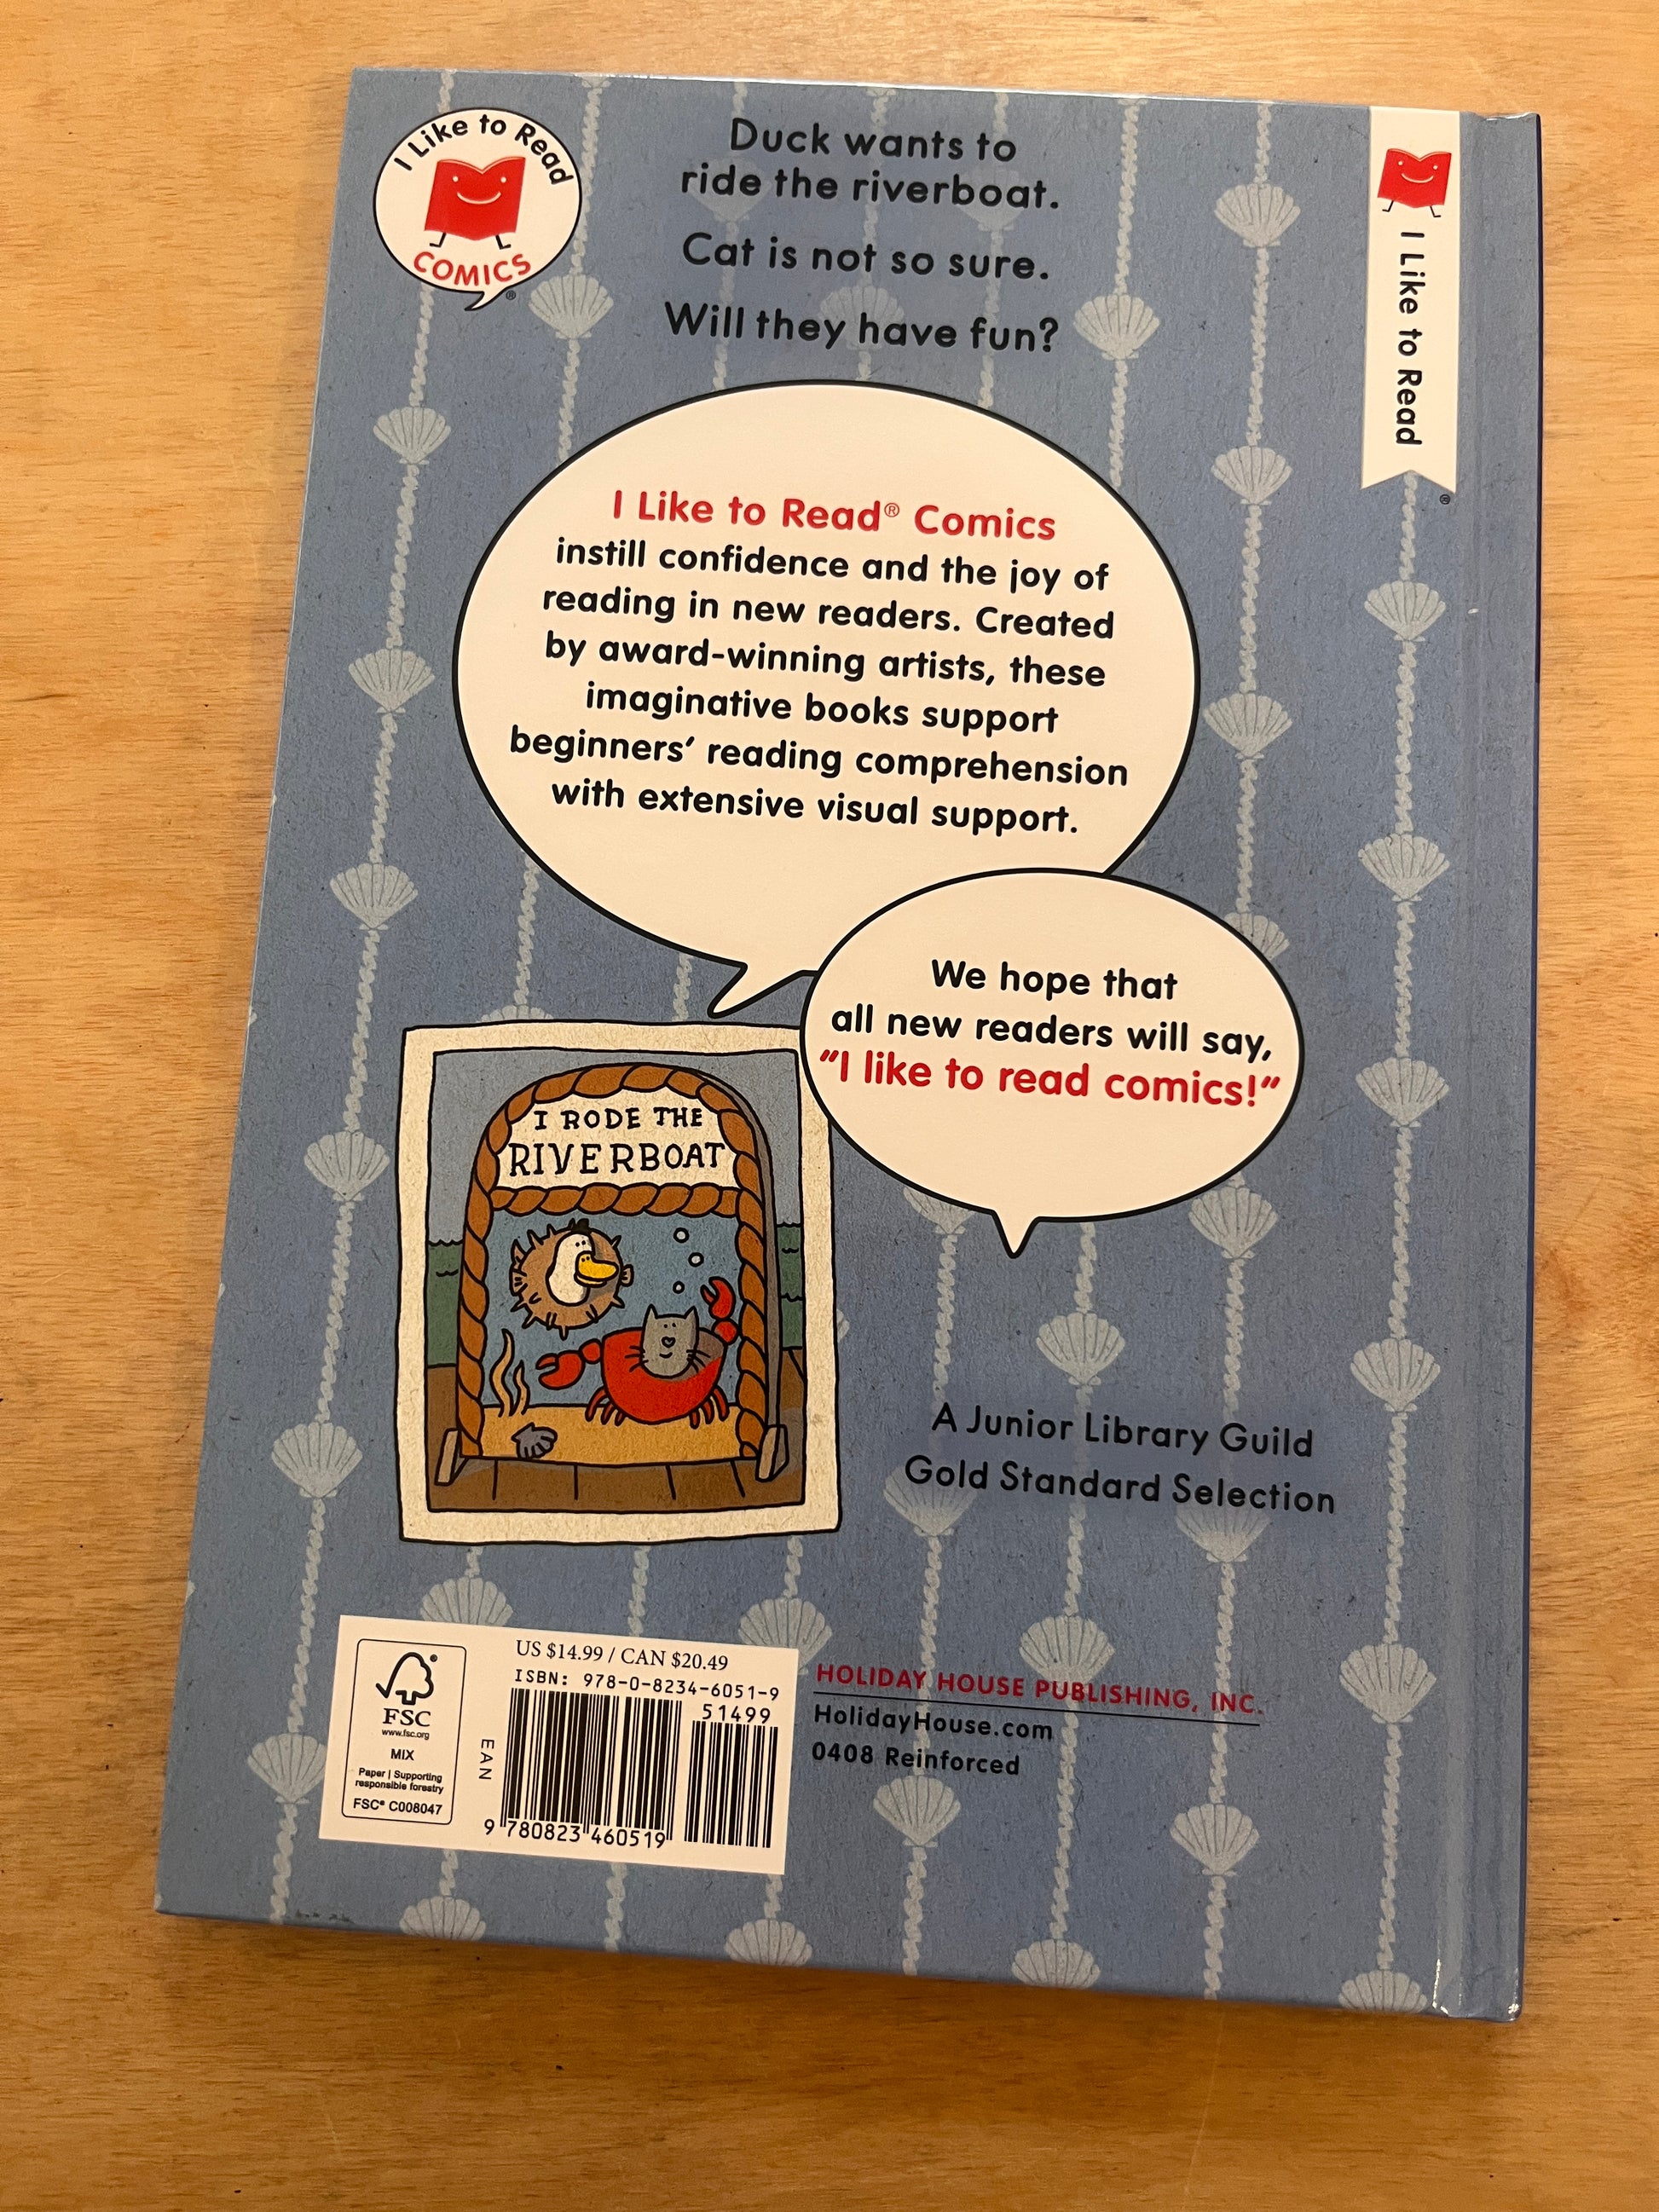 I Like to Read
COMICS
®
Duck wants to
ride the riverboat.
Cat is not so sure.
Will they have fun?
I Like to Read
®
I Like to Read® Comics
instill confidence and the joy of
reading in new readers. Created
by award-winning artists, these
imaginative books support
beginners’ reading comprehension
with extensive visual support.
We hope that
all new readers will say,
“I like to read comics!”
I RODE THE
RIVERBOAT
A Junior Library Guild
Gold Standard Selection
FSC
www.fsc.org
MIX
Paper | Supporting
responsible forestry
FSC® C008047
US $14.99 / CAN $20.49
ISBN: 978-0-8234-6051-9
51499
EAN
9 780823 460519
HOLIDAY HOUSE PUBLISHING, INC.
HolidayHouse.com
0408 Reinforced